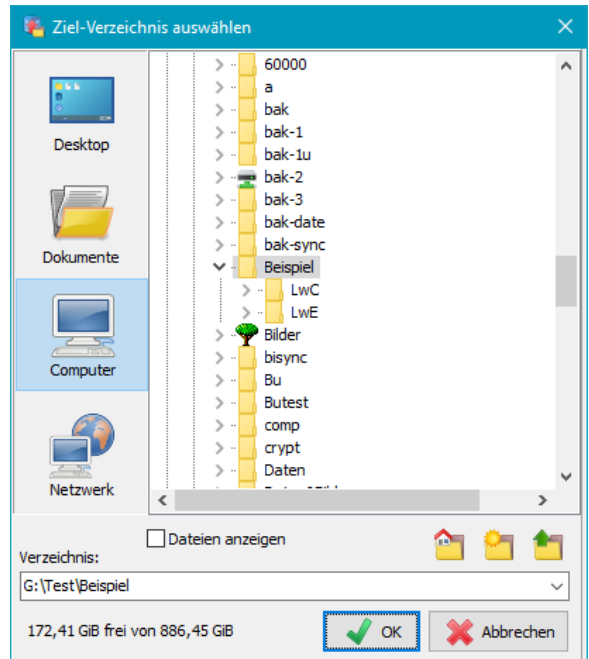 Ziel-Verzeichnis auswählen
Desktop
Dokumente
Computer
Netzwerk
60000
a
bak
bak-1
bak-1u
bak-2
bak-3
bak-date
bak-sync
Beispiel
LwC
LwE
Bilder
bisync
Bu
Butest
comp
crypt
Daten
Dateien anzeigen
Verzeichnis:
G:\Test\Beispiel
172,41 GiB frei von 886,45 GiB
OK
Abbrechen